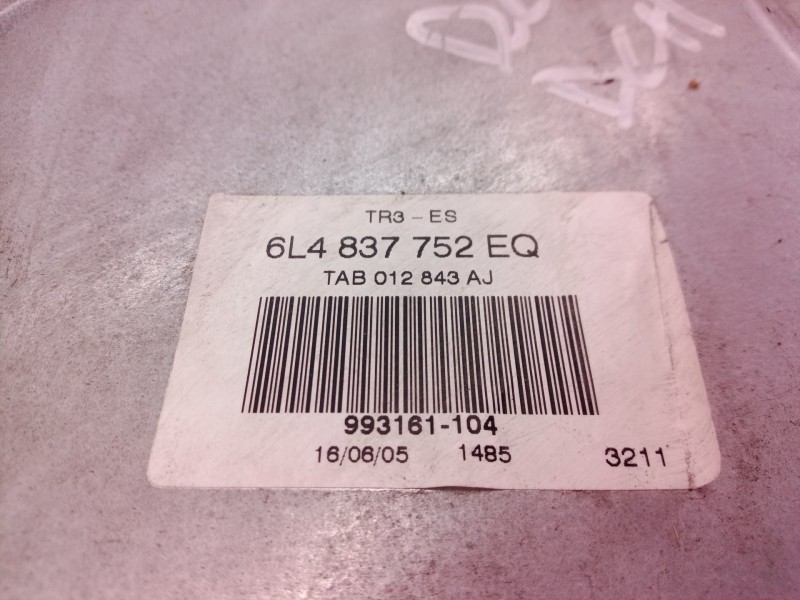 TR3 - ES
6L4 837 752 EQ
TAB 012 843 AJ
993161-104
16/06/05 1485 3211